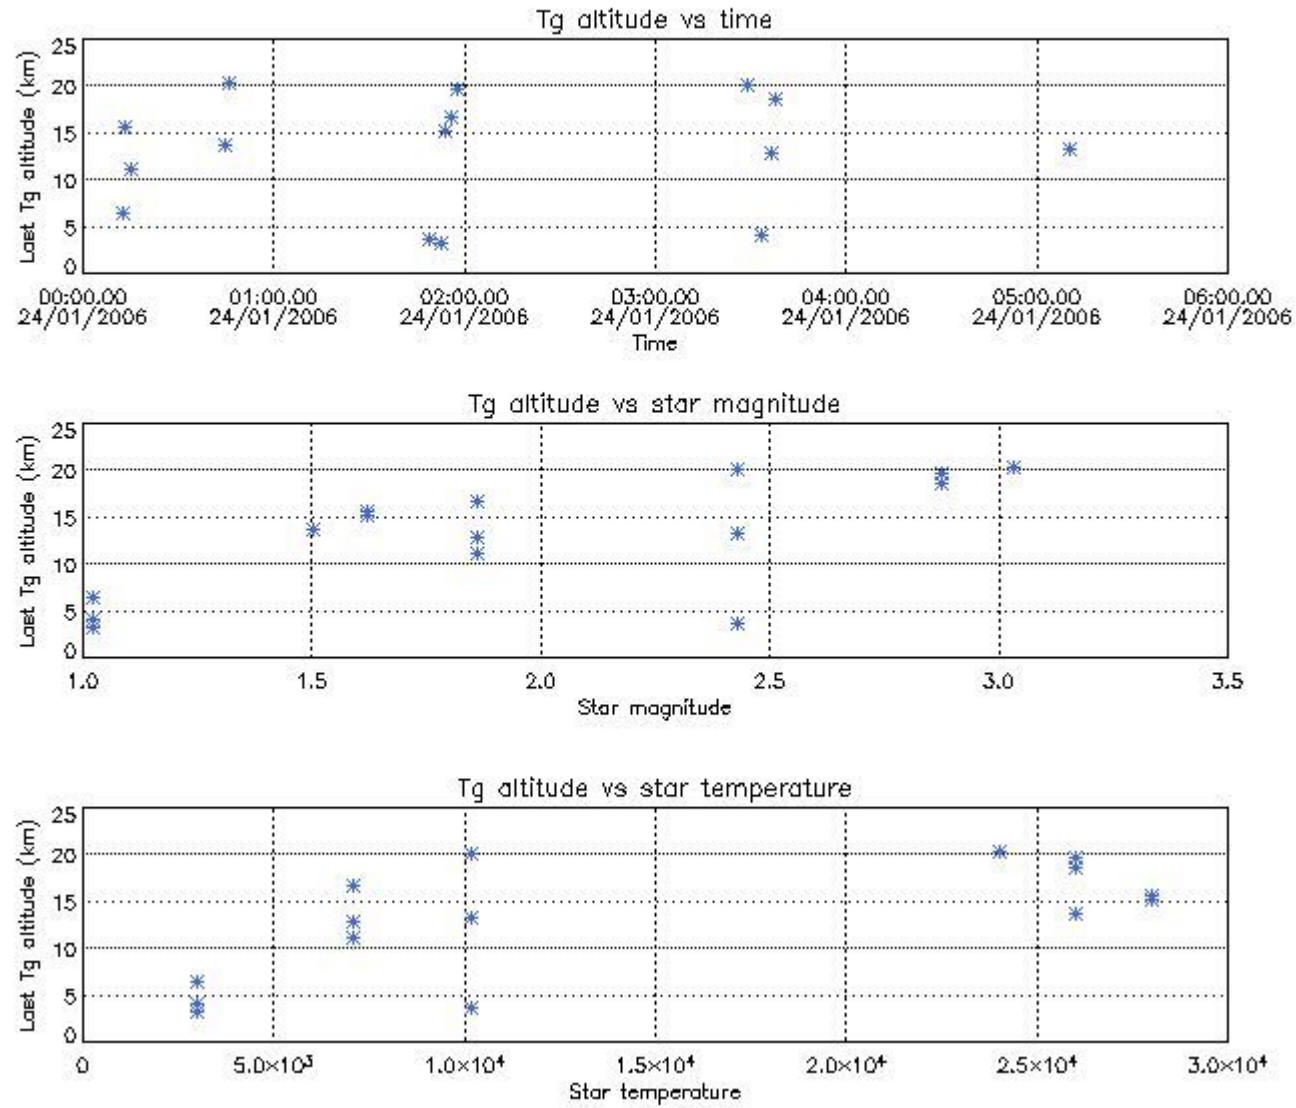 Tg altitude vs time
Last Tg altitude (km)
25
20
15
10
5
0
00:00.00 01:00.00 02:00.00 03:00.00 04:00.00 05:00.00 06:00.00
24/01/2006 24/01/2006 24/01/2006 24/01/2006 24/01/2006 24/01/2006 24/01/2006
Time
Tg altitude vs star magnitude
Last Tg altitude (km)
25
20
15
10
5
0
1.0 1.5 2.0 2.5 3.0 3.5
Star magnitude
Tg altitude vs star temperature
Last Tg altitude (km)
25
20
15
10
5
0
0 5.0×10³ 1.0×10⁴ 1.5×10⁴ 2.0×10⁴ 2.5×10⁴ 3.0×10⁴
Star temperature